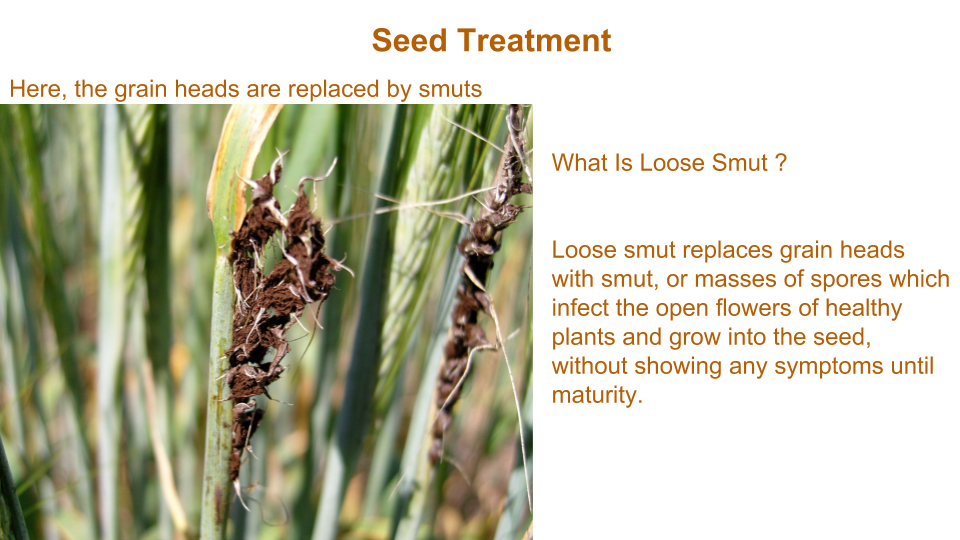 Seed Treatment
Here, the grain heads are replaced by smuts
What Is Loose Smut ?
Loose smut replaces grain heads
with smut, or masses of spores which
infect the open flowers of healthy
plants and grow into the seed,
without showing any symptoms until
maturity.